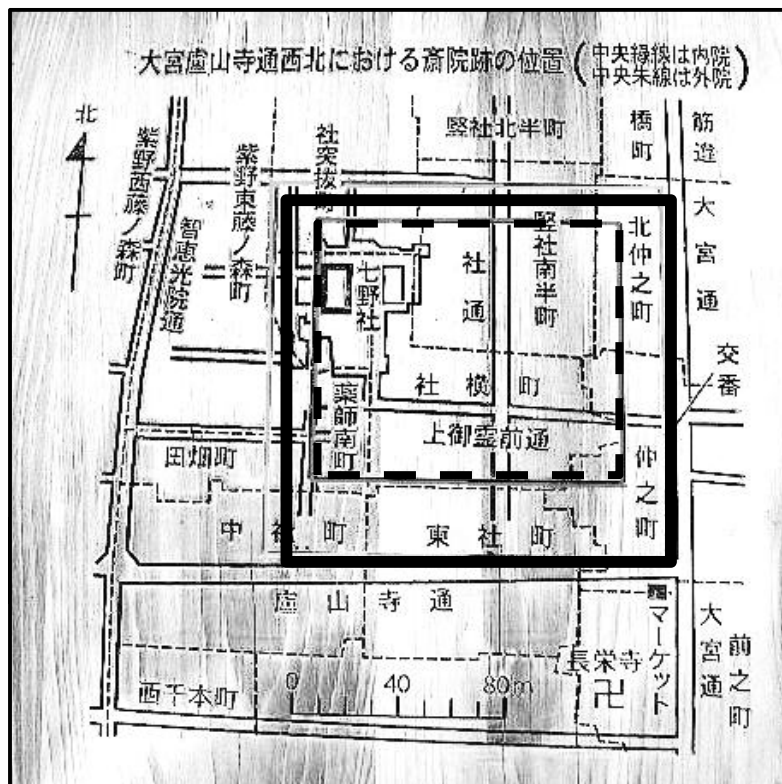 大宮盧山寺通西北における斎院跡の位置(中央緑線は内院
中央朱線は外院)
北
紫野西藤ノ森町
智恵光院通
紫野東藤ノ森町
社突抜町
竪社北半町
橋町
筋違
大宮通
北仲之町
竪社南半町
社通
七野社
交番
社横町
薬師南町
上御霊前通
田畑町
仲之町
中社町
東社町
盧山寺通
マーケット
大宮通
前之町
長栄寺
卍
西千本町
0 40 80m